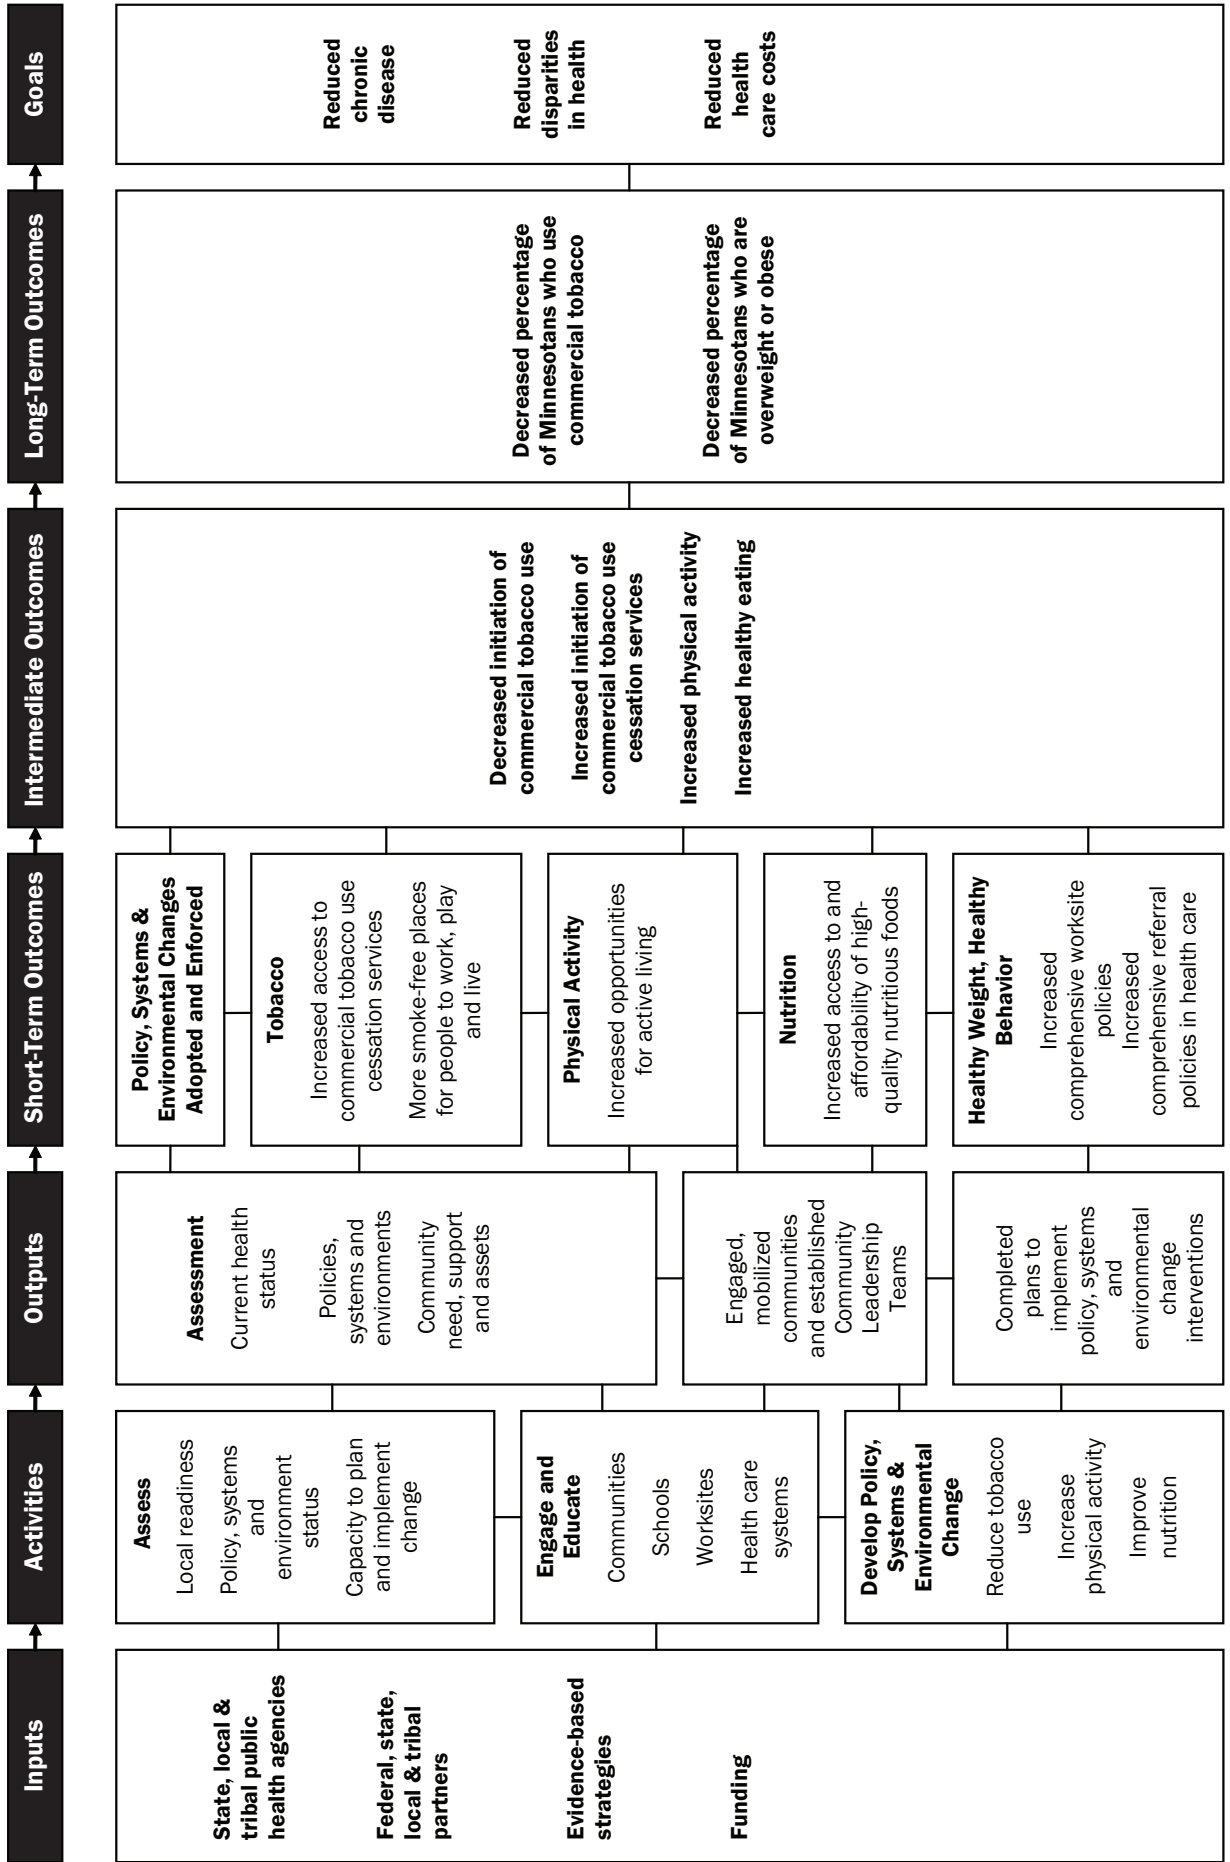 Inputs
State, local &
tribal public
health agencies
Federal, state,
local & tribal
partners
Evidence-based
strategies
Funding
Activities
Assess
Local readiness
Policy, systems
and
environment
status
Capacity to plan
and implement
change
Engage and
Educate
Communities
Schools
Worksites
Health care
systems
Develop Policy,
Systems &
Environmental
Change
Reduce tobacco
use
Increase
physical activity
Improve
nutrition
Outputs
Assessment
Current health
status
Policies,
systems and
environments
Community
need, support
and assets
Engaged,
mobilized
communities
and established
Community
Leadership
Teams
Completed
plans to
implement
policy, systems
and
environmental
change
interventions
Short-Term Outcomes
Policy, Systems &
Environmental Changes
Adopted and Enforced
Tobacco
Increased access to
commercial tobacco use
cessation services
More smoke-free places
for people to work, play
and live
Physical Activity
Increased opportunities
for active living
Nutrition
Increased access to and
affordability of high-
quality nutritious foods
Healthy Weight, Healthy
Behavior
Increased
comprehensive worksite
policies
Increased
comprehensive referral
policies in health care
Intermediate Outcomes
Decreased initiation of
commercial tobacco use
Increased initiation of
commercial tobacco use
cessation services
Increased physical activity
Increased healthy eating
Long-Term Outcomes
Decreased percentage
of Minnesotans who use
commercial tobacco
Decreased percentage
of Minnesotans who are
overweight or obese
Goals
Reduced
chronic
disease
Reduced
disparities
in health
Reduced
health
care costs